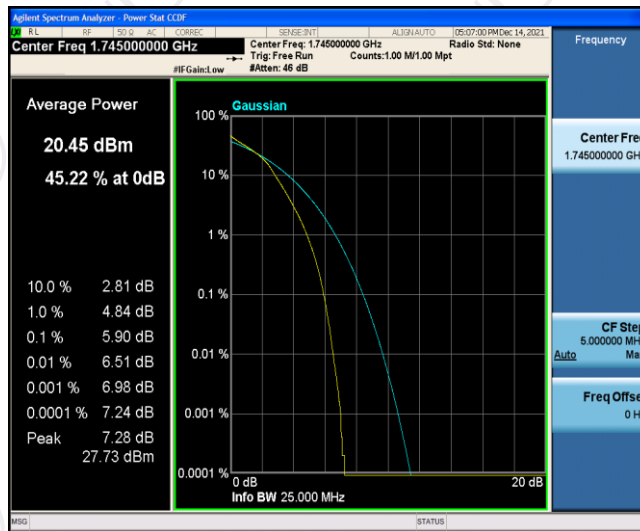 Agilent Spectrum Analyzer - Power Stat CCDF
RL RF 50 Ω AC CORREC SENSE:INT ALIGNAUTO 05:07:00 PM Dec 14, 2021
Center Freq 1.745000000 GHz
Center Freq: 1.745000000 GHz Radio Std: None
Trig: Free Run Counts:1.00 M/1.00 Mpt
#IFGain:Low #Atten: 46 dB
Frequency
Average Power
20.45 dBm
45.22 % at 0dB
10.0 % 2.81 dB
1.0 % 4.84 dB
0.1 % 5.90 dB
0.01 % 6.51 dB
0.001 % 6.98 dB
0.0001 % 7.24 dB
Peak 7.28 dB
27.73 dBm
Gaussian
100 %
10 %
1 %
0.1 %
0.01 %
0.001 %
0.0001 %
0 dB 20 dB
Info BW 25.000 MHz
Center Fre
1.745000000 GH
CF Step
5.000000 MH
Auto Ma
Freq Offse
0 H
MSG STATUS